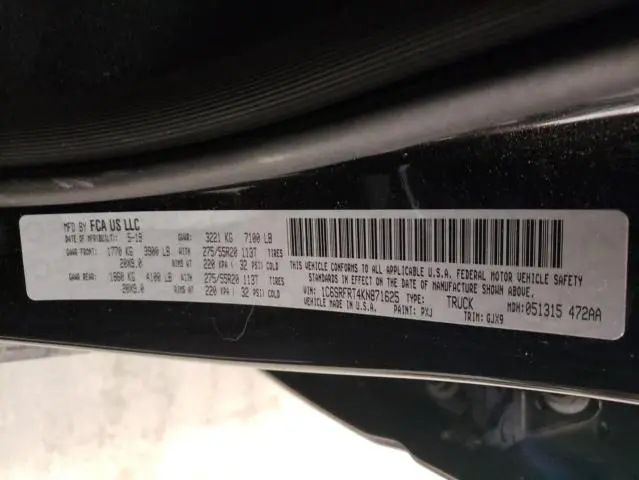 MFD BY FCA US LLC
DATE OF MFR(BUILT): 5-19 GVWR: 3221 KG 7100 LB
GAWR FRONT: 1770 KG 3900 LB WITH 275/55R20 113T TIRES
20X9.0 RIMS AT 220 KPA ( 32 PSI) COLD
GAWR REAR: 1860 KG 4100 LB WITH 275/55R20 113T TIRES
20X9.0 RIMS AT 220 KPA ( 32 PSI) COLD
THIS VEHICLE CONFORMS TO ALL APPLICABLE U.S.A. FEDERAL MOTOR VEHICLE SAFETY
STANDARDS IN EFFECT ON THE DATE OF MANUFACTURE SHOWN ABOVE.
VIN: 1C6SRFRT4KN871625 TYPE: TRUCK MDH: 051315 472AA
VEHICLE MADE IN U.S.A. PAINT: PXJ TRIM: GJX9